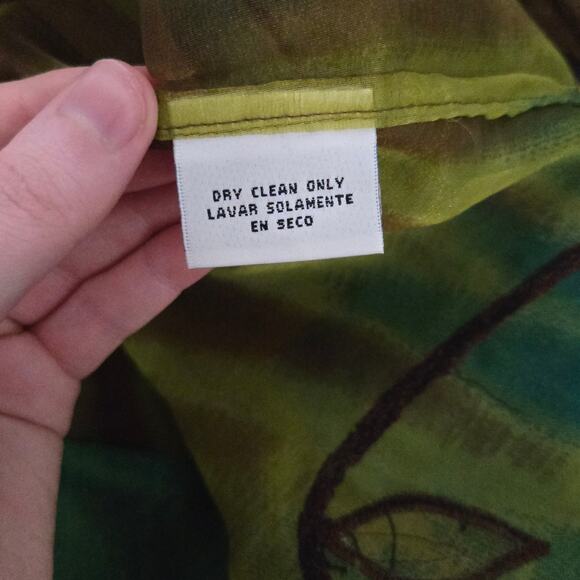 DRY CLEAN ONLY
LAVAR SOLAMENTE
EN SECO